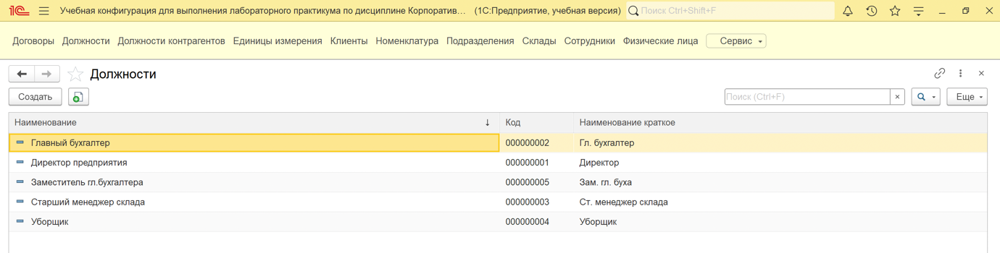 1С Учебная конфигурация для выполнения лабораторного практикума по дисциплине Корпоратив... (1С:Предприятие, учебная версия) Поиск Ctrl+Shift+F
Договоры Должности Должности контрагентов Единицы измерения Клиенты Номенклатура Подразделения Склады Сотрудники Физические лица Сервис
Должности
Создать Поиск (Ctrl+F) × Еще
Наименование ↓ Код Наименование краткое
Главный бухгалтер 000000002 Гл. бухгалтер
Директор предприятия 000000001 Директор
Заместитель гл.бухгалтера 000000005 Зам. гл. буха
Старший менеджер склада 000000003 Ст. менеджер склада
Уборщик 000000004 Уборщик